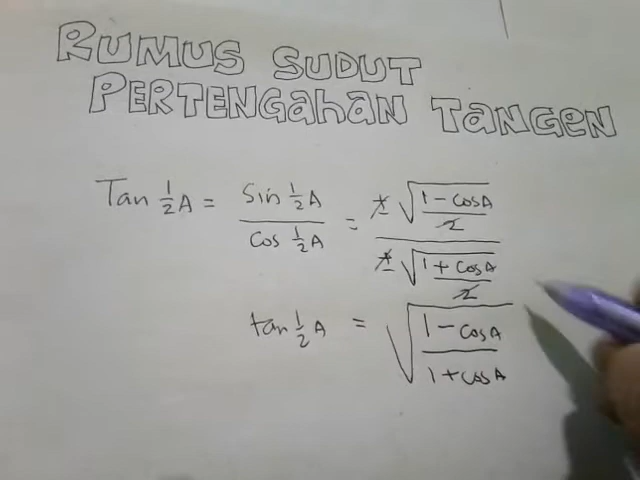 RUMUS SUDUT
PERTENGAHAN TANGEN
Tan ½A = Sin ½A / Cos ½A = ±√((1 - cosA)/2) / ±√((1 + cosA)/2)
tan ½A = √((1 - cosA)/(1 + cosA))